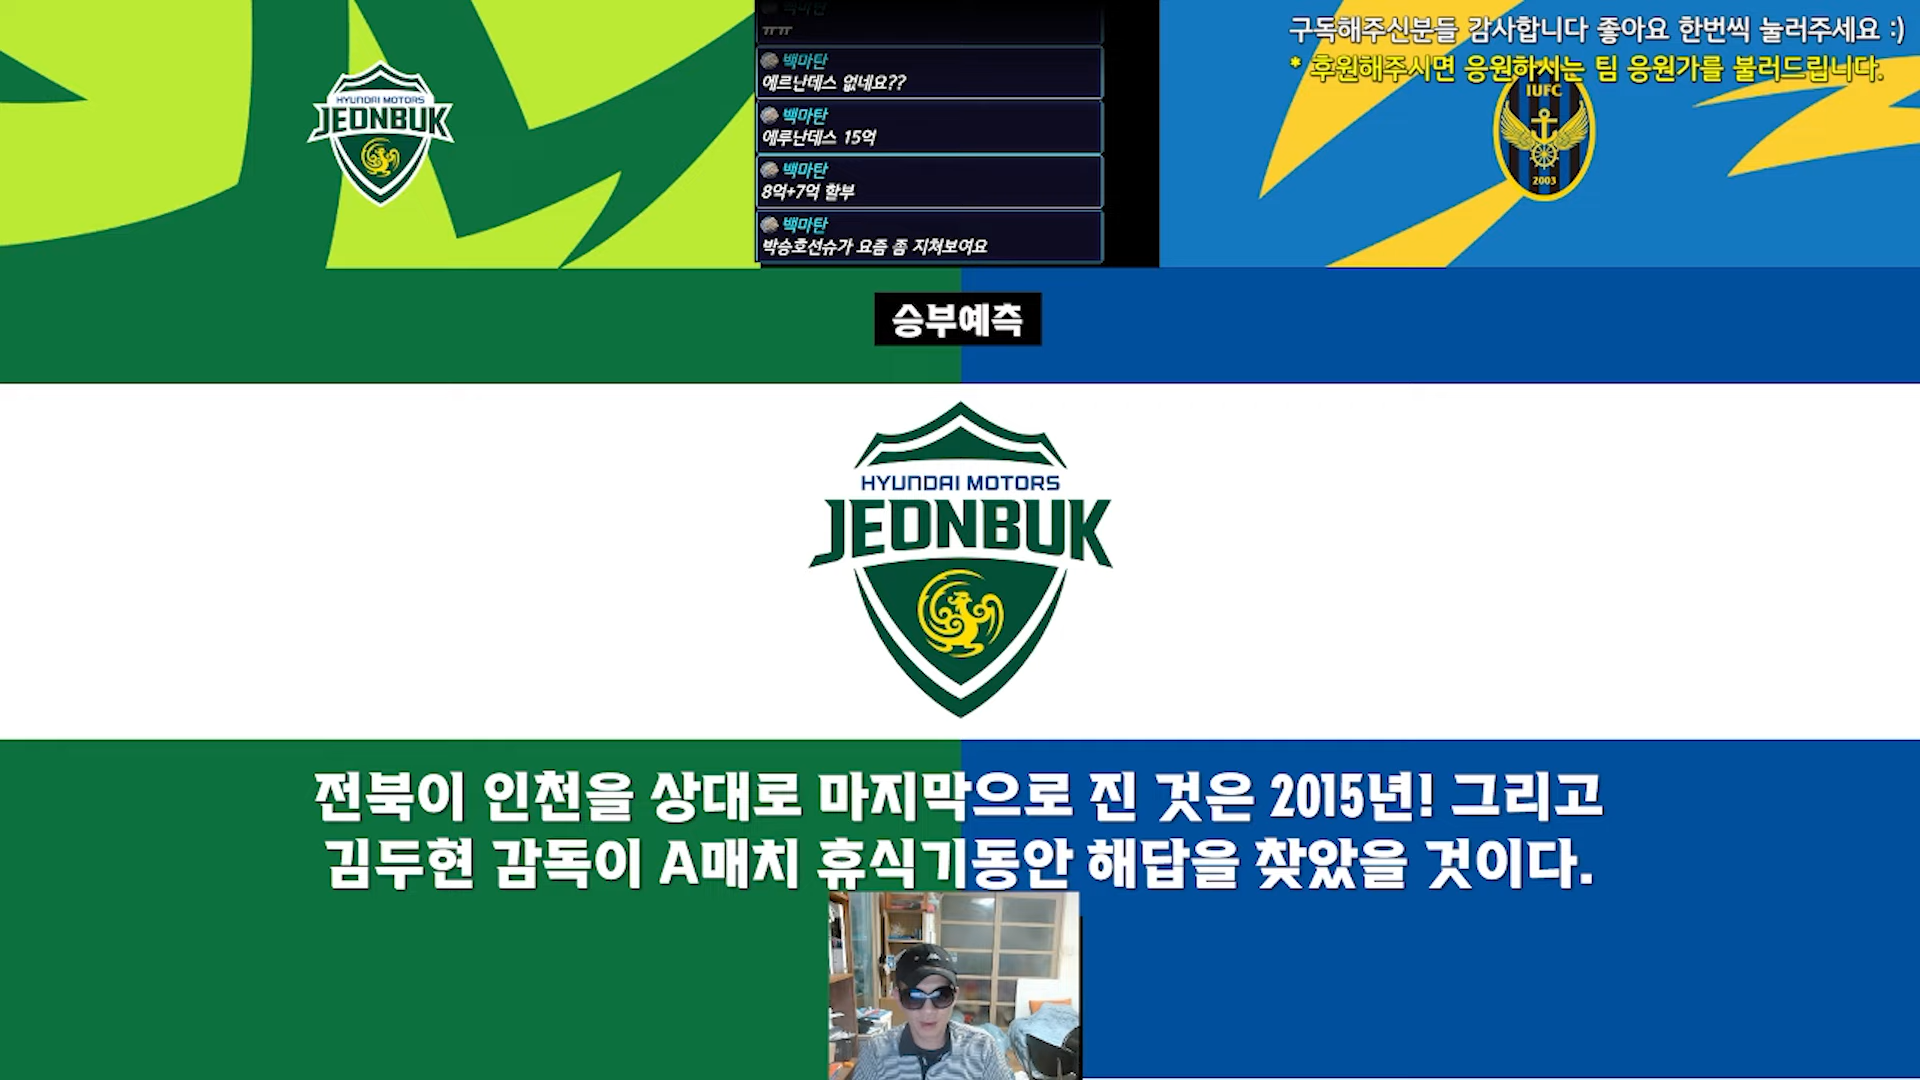 백마탄
ㅠㅠ
백마탄
에르난데스 없네요??
백마탄
에루난데스 15억
백마탄
8억+7억 할부
백마탄
박승호선슈가 요즘 좀 지쳐보여요
구독해주신분들 감사합니다 좋아요 한번씩 눌러주세요 :)
* 후원해주시면 응원하시는 팀 응원가를 불러드립니다.
HYUNDAI MOTORS
JEONBUK
IUFC
2003
승부예측
HYUNDAI MOTORS
JEONBUK
전북이 인천을 상대로 마지막으로 진 것은 2015년! 그리고
김두현 감독이 A매치 휴식기동안 해답을 찾았을 것이다.